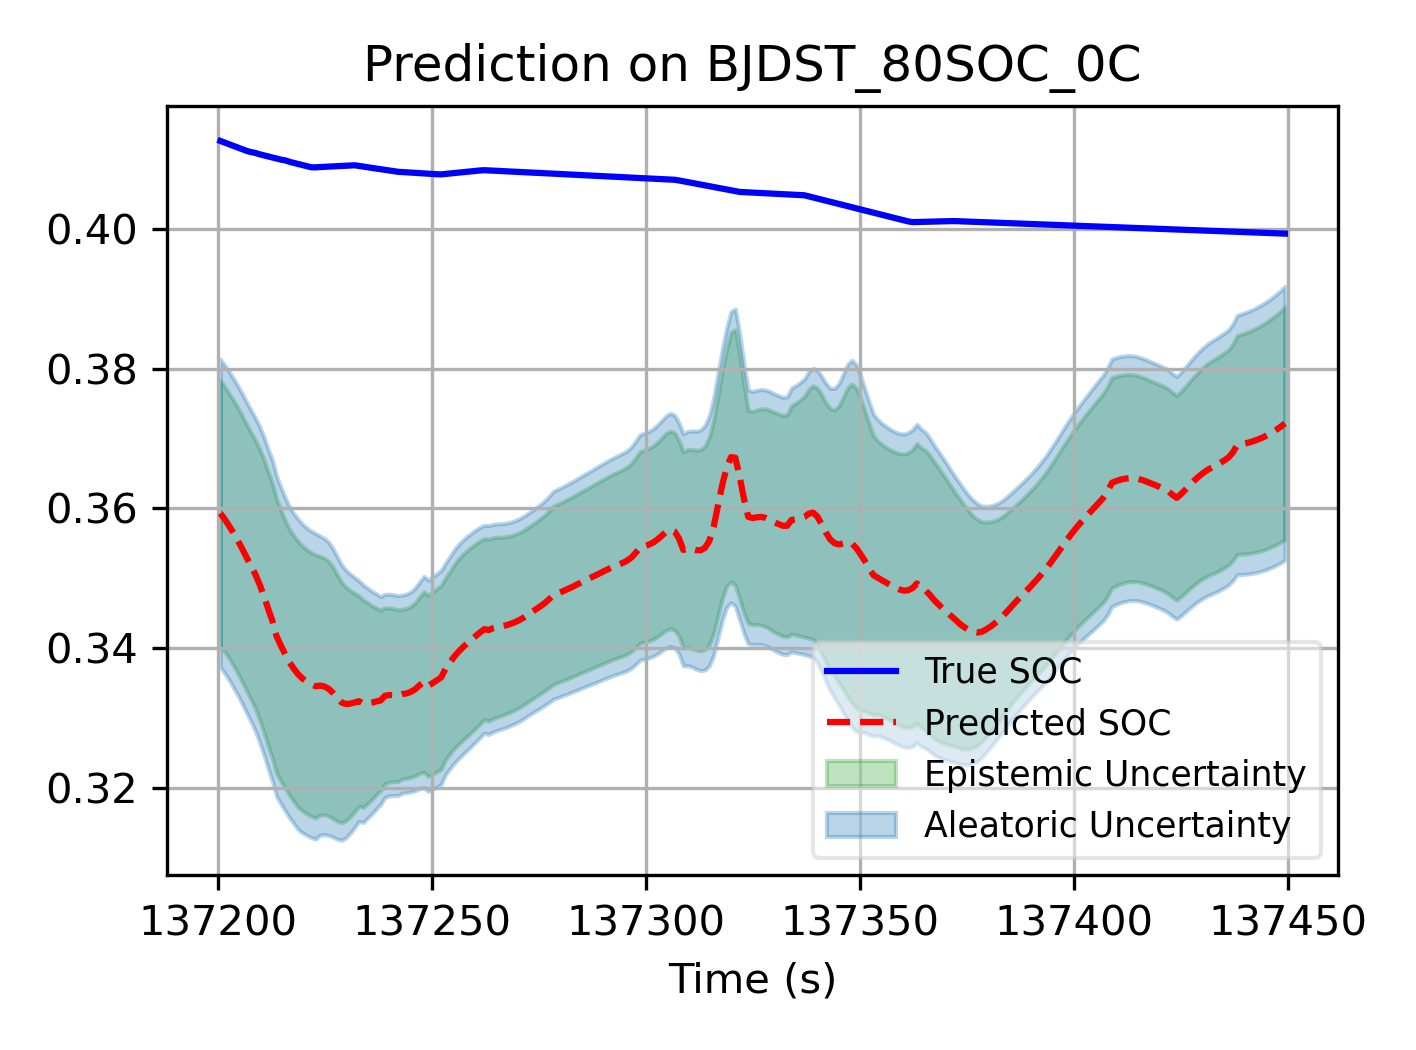 Prediction on BJDST_80SOC_0C
0.40
0.38
0.36
0.34
0.32
True SOC
Predicted SOC
Epistemic Uncertainty
Aleatoric Uncertainty
137200 137250 137300 137350 137400 137450
Time (s)